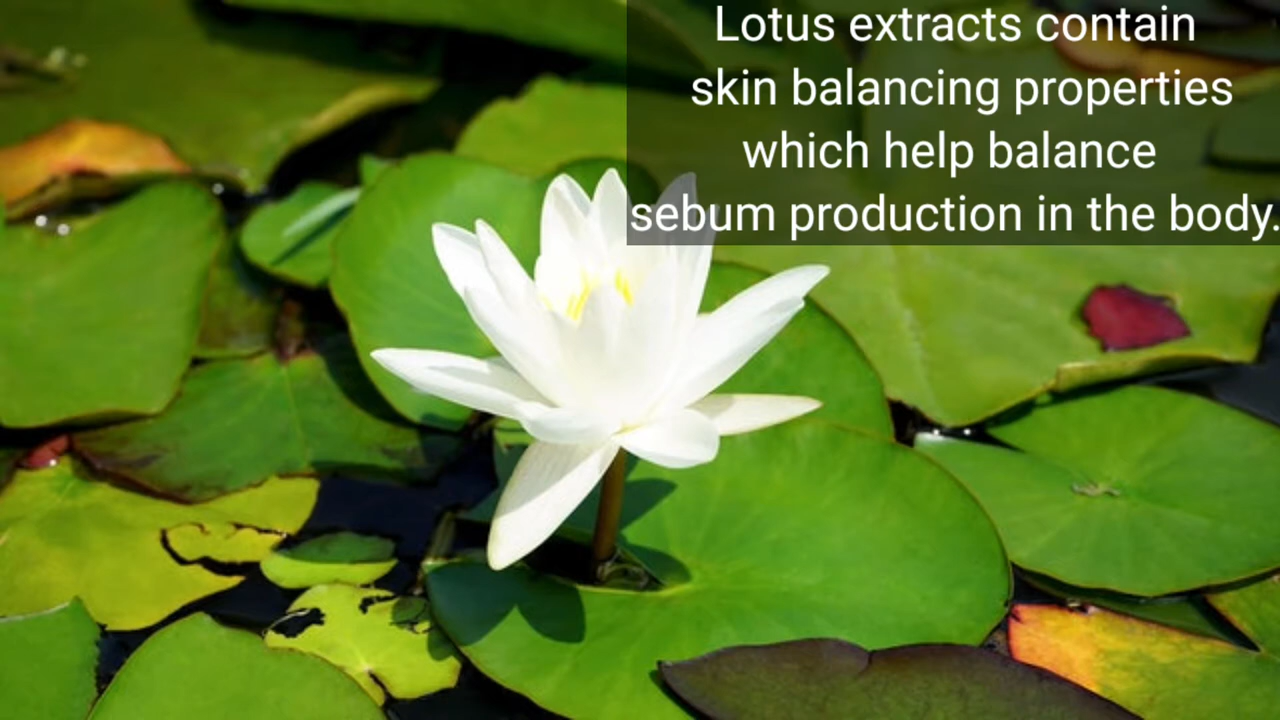 Lotus extracts contain
skin balancing properties
which help balance
sebum production in the body.